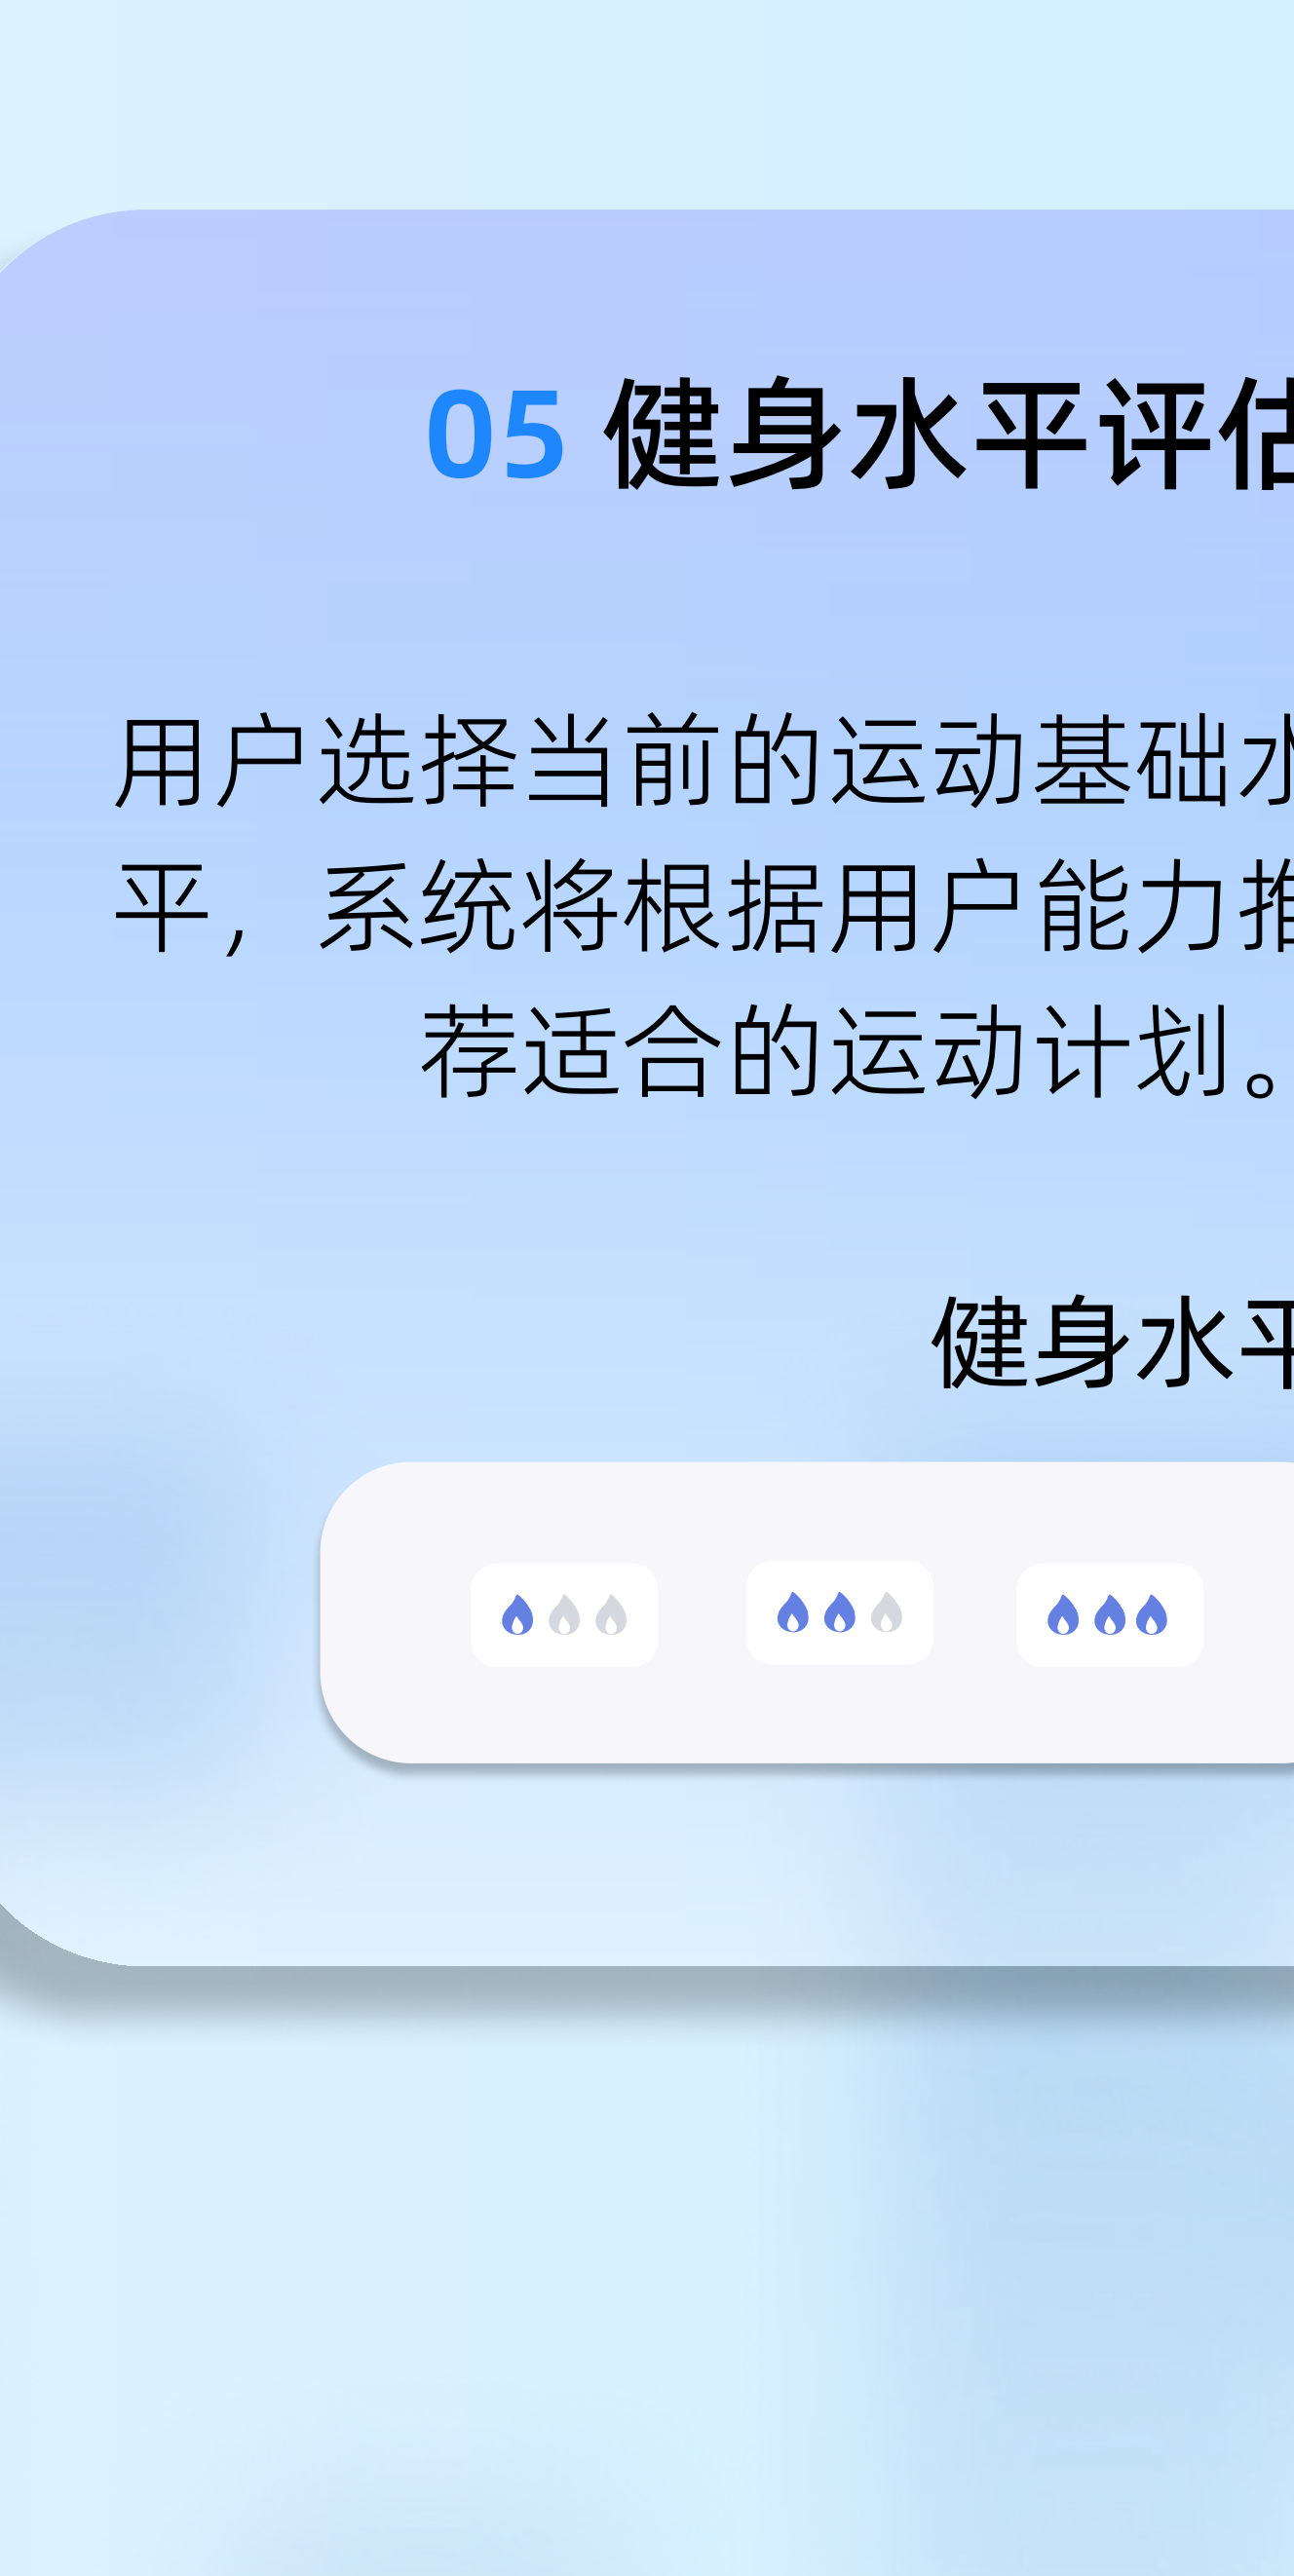 05 健身水平评估
用户选择当前的运动基础水
平，系统将根据用户能力推
荐适合的运动计划。
健身水平